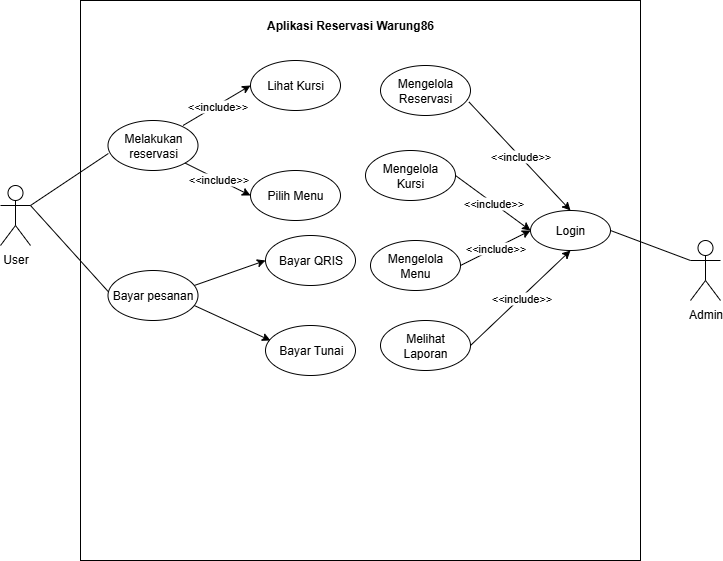 Aplikasi Reservasi Warung86
Lihat Kursi
<<include>>
Melakukan
reservasi
<<include>>
Pilih Menu
User
Bayar pesanan
Bayar QRIS
Bayar Tunai
Mengelola
Reservasi
<<include>>
Mengelola
Kursi
<<include>>
Login
Mengelola
Menu
<<include>>
Melihat
Laporan
<<include>>
Admin